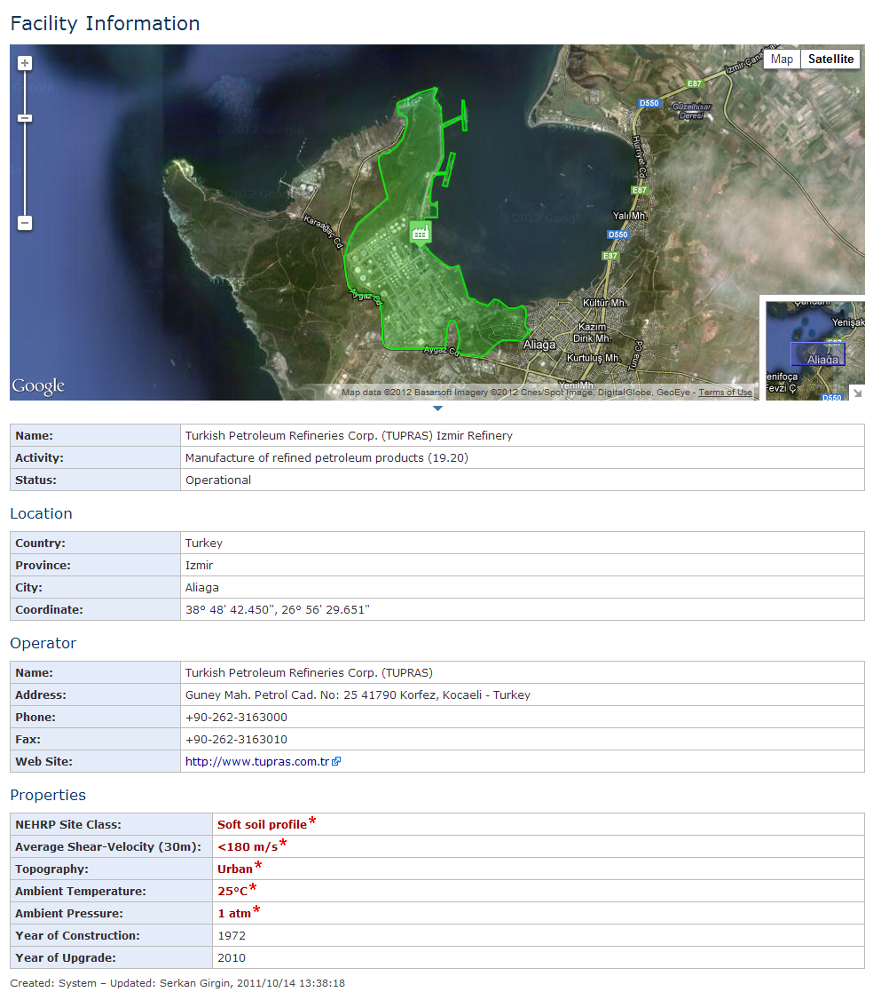 Facility Information
Map Satellite
İzmir Çanak
E87
D550
Güzelhisar
Deresi
Hürriyet Cd
E87
Yalı Mh.
D550
E87
Karaağaç Cd
Aygaz Cd
Kültür Mh.
Kazım
Dirik Mh.
Aliağa
Kurtuluş Mh.
Tuna Cd
Aygaz Cd
Yeni Mh
Yenişak
E87
Aliağa
enifoça
Fevzi Ç
D550
© 2012 Google
Google
Map data ©2012 Basarsoft Imagery ©2012 Cnes/Spot Image, DigitalGlobe, GeoEye - Terms of Use
Name: Turkish Petroleum Refineries Corp. (TUPRAS) Izmir Refinery
Activity: Manufacture of refined petroleum products (19.20)
Status: Operational
Location
Country: Turkey
Province: Izmir
City: Aliaga
Coordinate: 38° 48' 42.450", 26° 56' 29.651"
Operator
Name: Turkish Petroleum Refineries Corp. (TUPRAS)
Address: Guney Mah. Petrol Cad. No: 25 41790 Korfez, Kocaeli - Turkey
Phone: +90-262-3163000
Fax: +90-262-3163010
Web Site: http://www.tupras.com.tr
Properties
NEHRP Site Class: Soft soil profile*
Average Shear-Velocity (30m): <180 m/s*
Topography: Urban*
Ambient Temperature: 25°C*
Ambient Pressure: 1 atm*
Year of Construction: 1972
Year of Upgrade: 2010
Created: System – Updated: Serkan Girgin, 2011/10/14 13:38:18